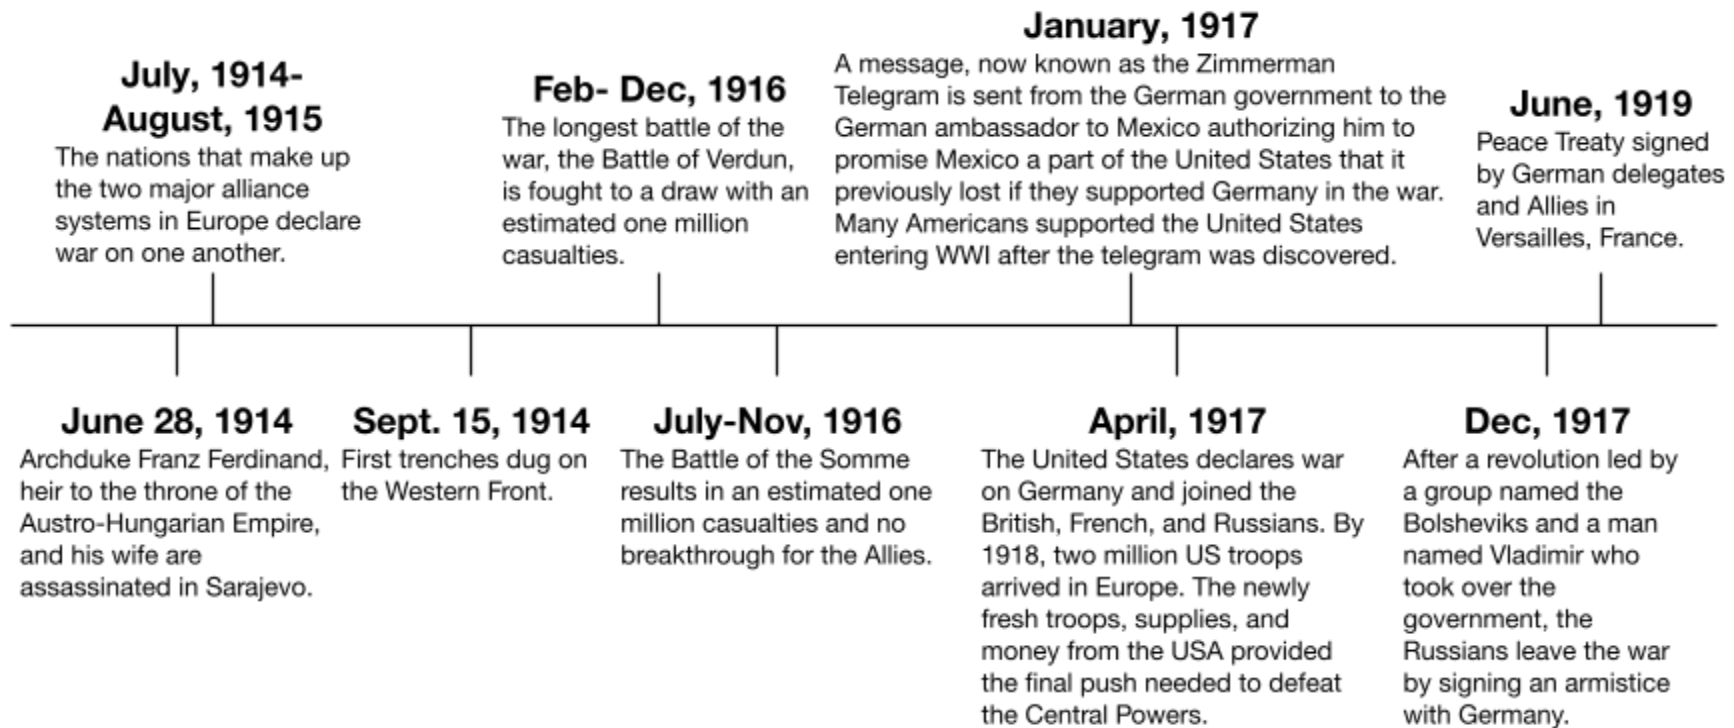 July, 1914-
August, 1915
The nations that make up
the two major alliance
systems in Europe declare
war on one another.
Feb- Dec, 1916
The longest battle of the
war, the Battle of Verdun,
is fought to a draw with an
estimated one million
casualties.
January, 1917
A message, now known as the Zimmerman
Telegram is sent from the German government to the
German ambassador to Mexico authorizing him to
promise Mexico a part of the United States that it
previously lost if they supported Germany in the war.
Many Americans supported the United States
entering WWI after the telegram was discovered.
June, 1919
Peace Treaty signed
by German delegates
and Allies in
Versailles, France.
June 28, 1914
Archduke Franz Ferdinand,
heir to the throne of the
Austro-Hungarian Empire,
and his wife are
assassinated in Sarajevo.
Sept. 15, 1914
First trenches dug on
the Western Front.
July-Nov, 1916
The Battle of the Somme
results in an estimated one
million casualties and no
breakthrough for the Allies.
April, 1917
The United States declares war
on Germany and joined the
British, French, and Russians. By
1918, two million US troops
arrived in Europe. The newly
fresh troops, supplies, and
money from the USA provided
the final push needed to defeat
the Central Powers.
Dec, 1917
After a revolution led by
a group named the
Bolsheviks and a man
named Vladimir who
took over the
government, the
Russians leave the war
by signing an armistice
with Germany.